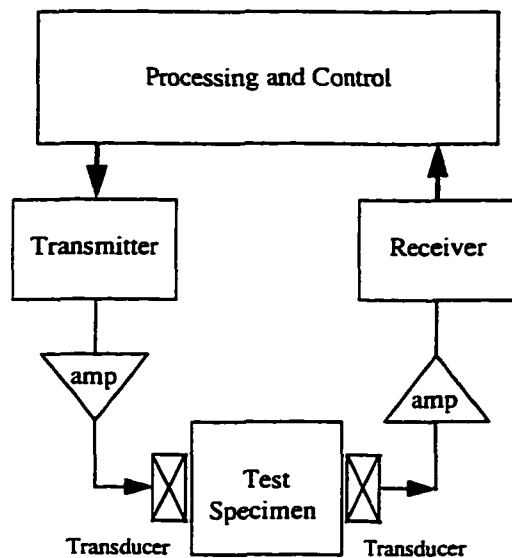 Processing and Control
Transmitter
Receiver
amp
amp
Test
Specimen
Transducer
Transducer